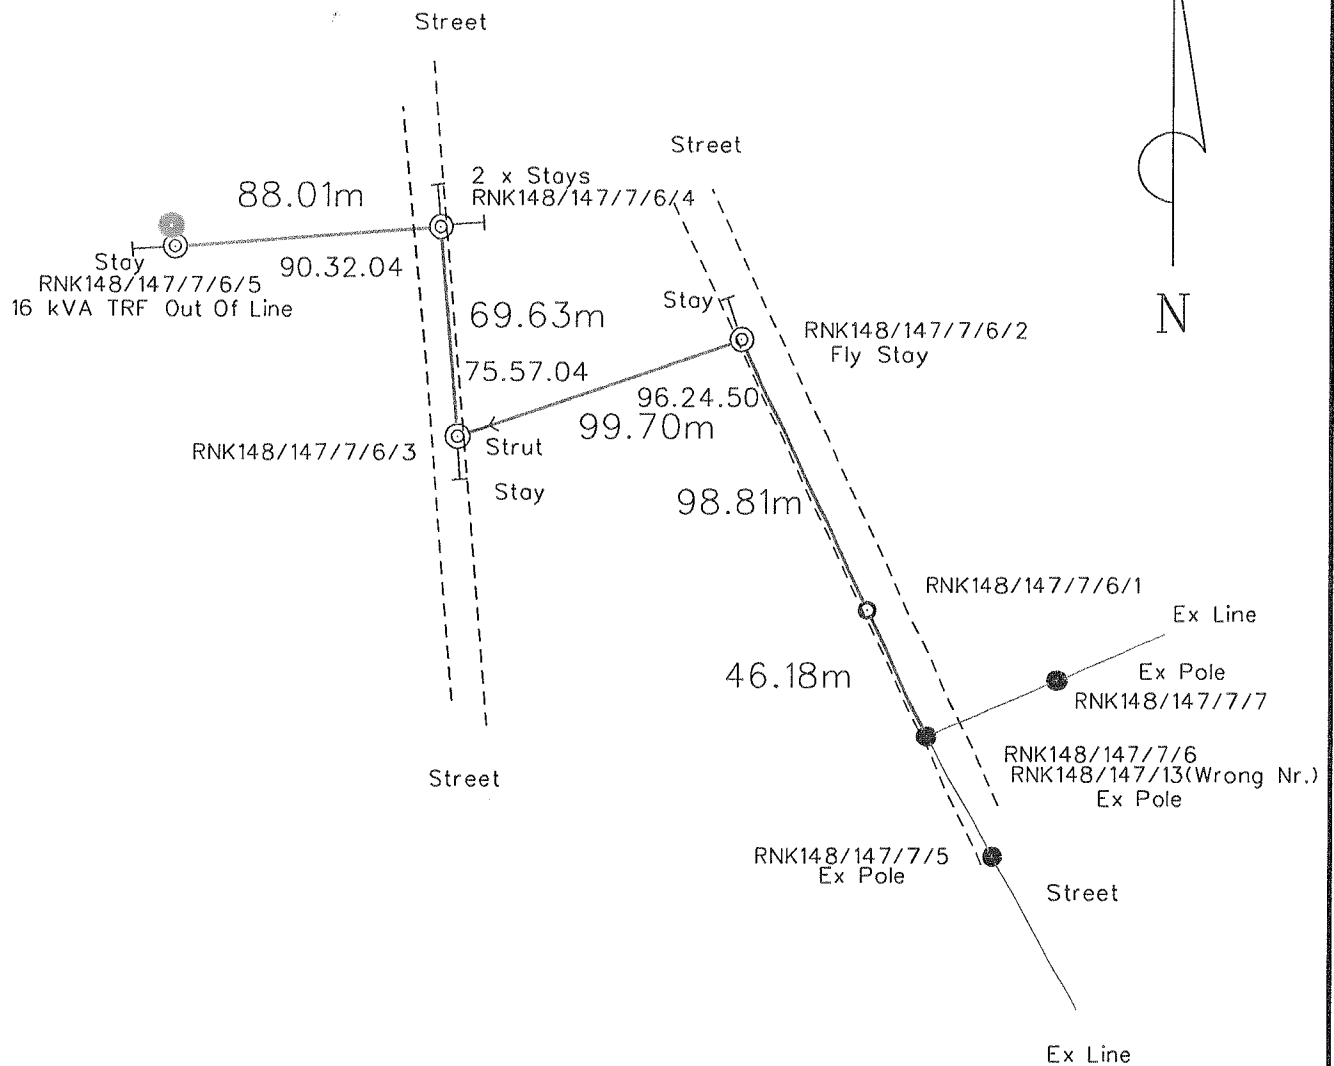 Street
Street
2 x Stays
RNK148/147/7/6/4
88.01m
Stay
RNK148/147/7/6/5
16 kVA TRF Out Of Line
90.32.04
69.63m
75.57.04
Stay
RNK148/147/7/6/2
Fly Stay
N
96.24.50
99.70m
RNK148/147/7/6/3
Strut
Stay
98.81m
RNK148/147/7/6/1
Ex Line
46.18m
Ex Pole
RNK148/147/7/7
RNK148/147/7/6
RNK148/147/13(Wrong Nr.)
Ex Pole
Street
RNK148/147/7/5
Ex Pole
Street
Ex Line